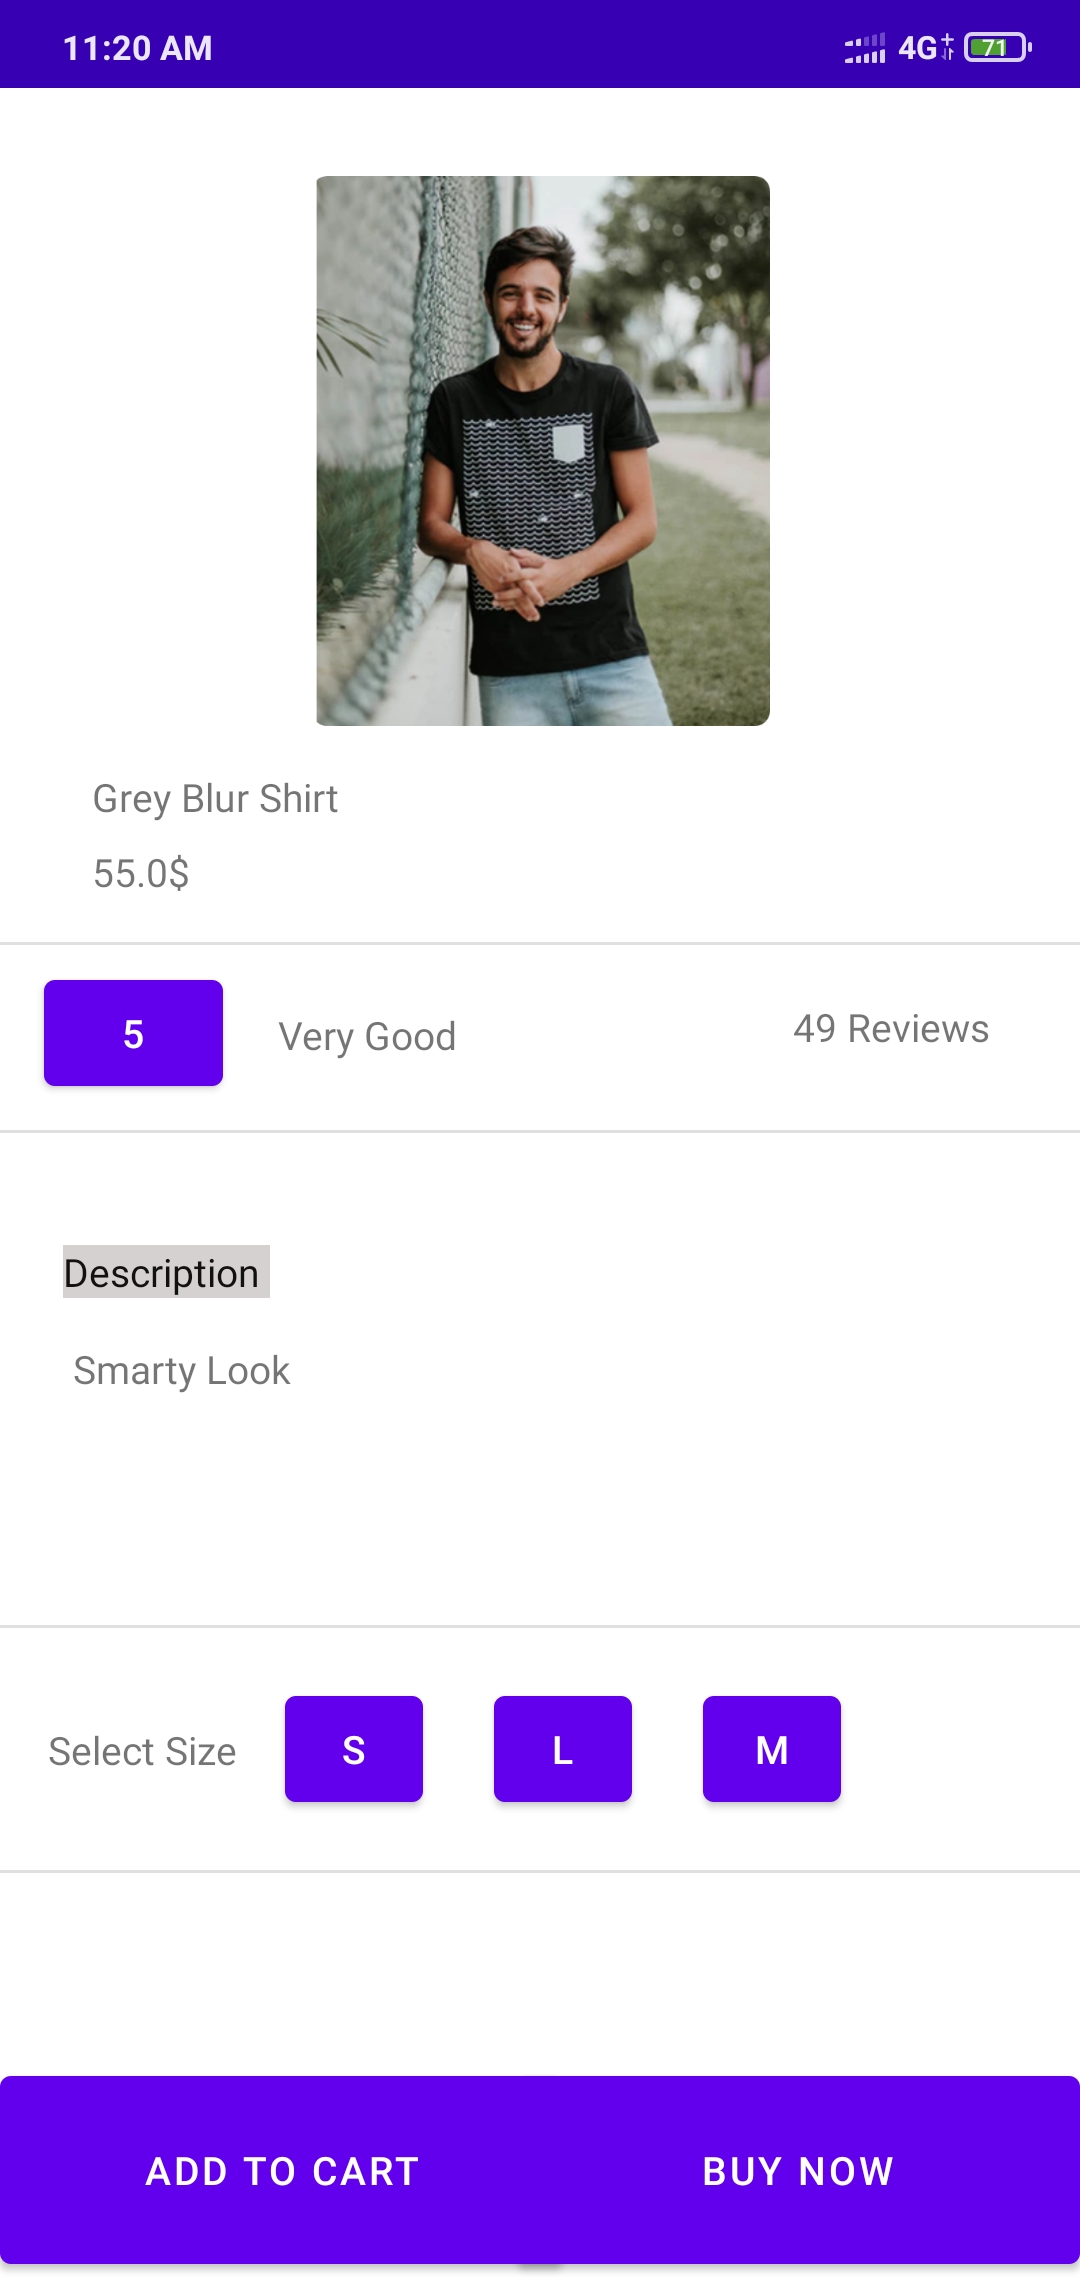 11:20 AM 4G 71
Grey Blur Shirt
55.0$
5 Very Good 49 Reviews
Description
Smarty Look
Select Size S L M
ADD TO CART BUY NOW